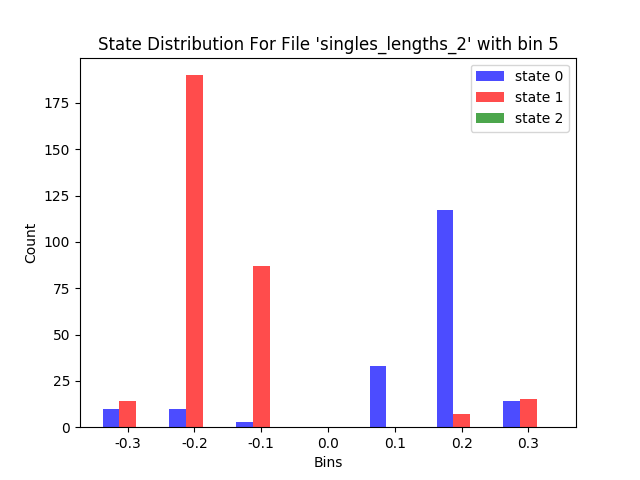 State Distribution For File 'singles_lengths_2' with bin 5
state 0
state 1
state 2
Count
175
150
125
100
75
50
25
0
-0.3 -0.2 -0.1 0.0 0.1 0.2 0.3
Bins